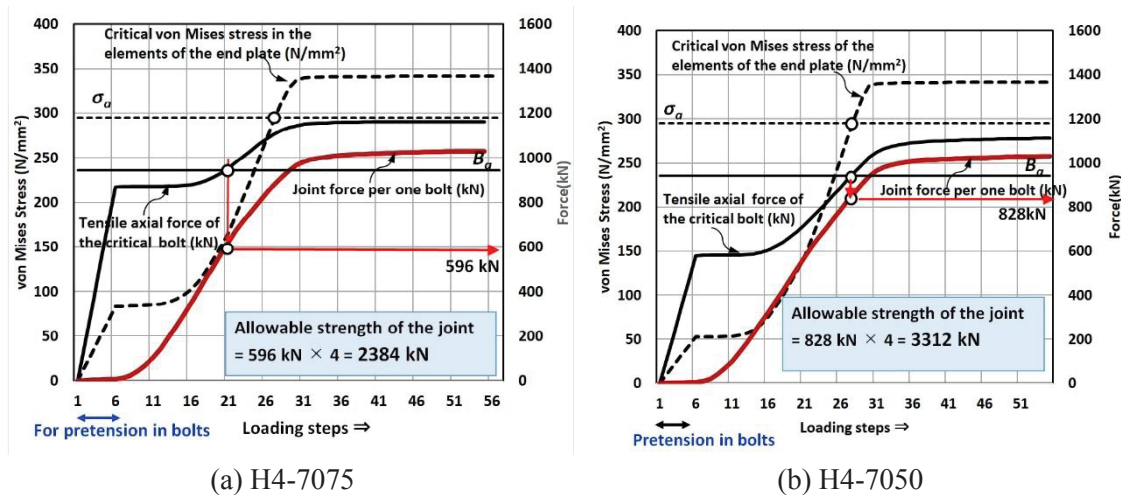 400
350
300
250
200
150
100
50
0
von Mises Stress (N/mm²)
Critical von Mises stress in the
elements of the end plate (N/mm²)
σa
Ba
Joint force per one bolt (kN)
Tensile axial force of
the critical bolt (kN)
596 kN
Allowable strength of the joint
= 596 kN × 4 = 2384 kN
1600
1400
1200
1000
800
600
400
200
0
Force(kN)
1 6 11 16 21 26 31 36 41 46 51 56
For pretension in bolts
Loading steps ⇒
(a) H4-7075
400
350
300
250
200
150
100
50
0
von Mises Stress (N/mm²)
Critical von Mises stress of the
elements of the end plate (N/mm²)
σa
Ba
Joint force per one bolt (kN)
Tensile axial force of
the critical bolt (kN)
828kN
Allowable strength of the joint
= 828 kN × 4 = 3312 kN
1600
1400
1200
1000
800
600
400
200
0
Force(kN)
1 6 11 16 21 26 31 36 41 46 51
Pretension in bolts
Loading steps ⇒
(b) H4-7050